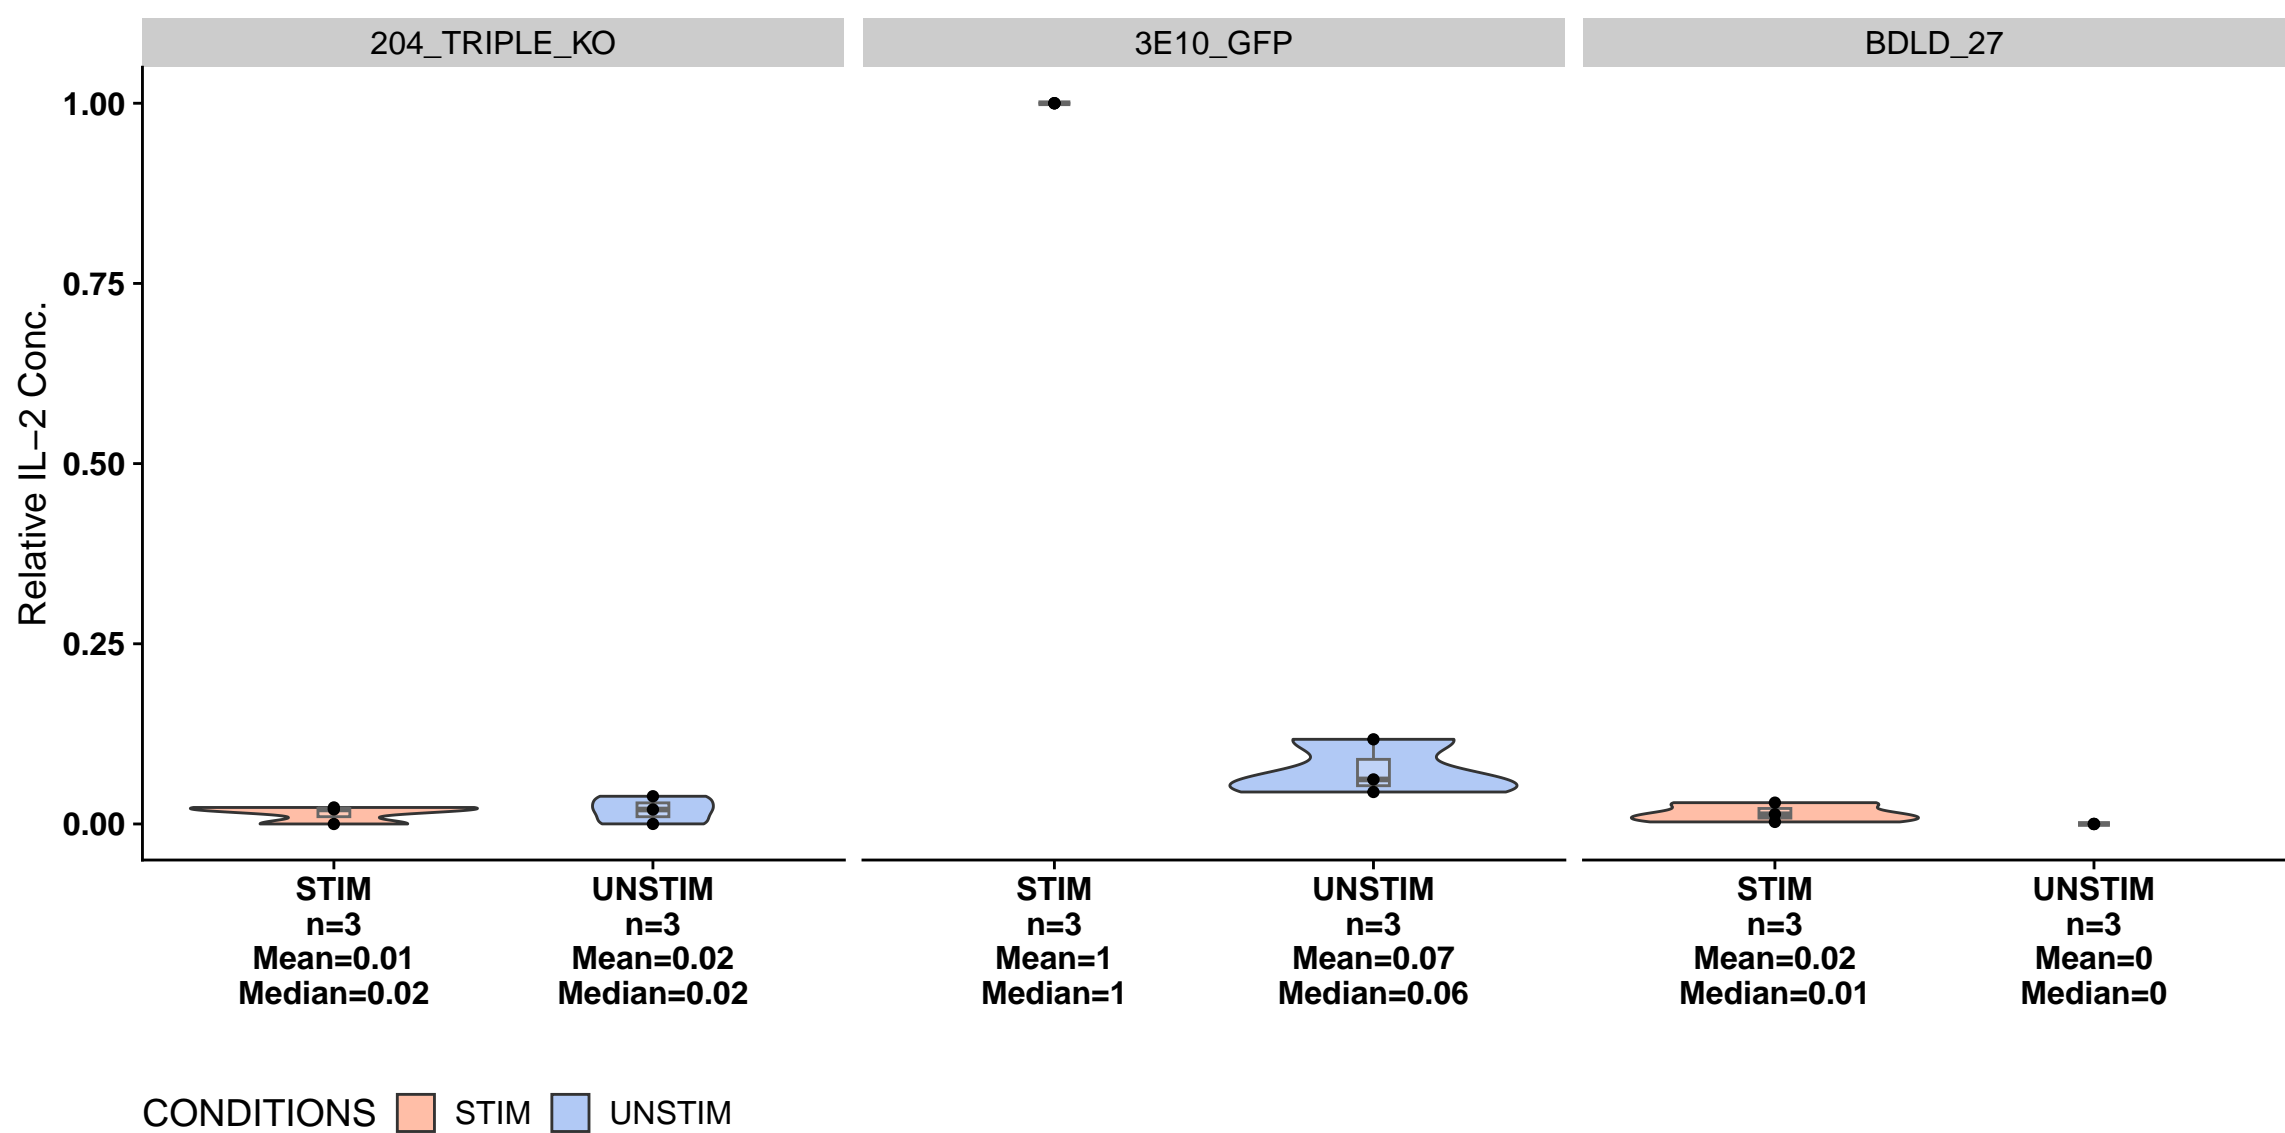 204_TRIPLE_KO 3E10_GFP BDLD_27
Relative IL−2 Conc.
1.00
0.75
0.50
0.25
0.00
STIM UNSTIM STIM UNSTIM STIM UNSTIM
n=3 n=3 n=3 n=3 n=3 n=3
Mean=0.01 Mean=0.02 Mean=1 Mean=0.07 Mean=0.02 Mean=0
Median=0.02 Median=0.02 Median=1 Median=0.06 Median=0.01 Median=0
CONDITIONS STIM UNSTIM